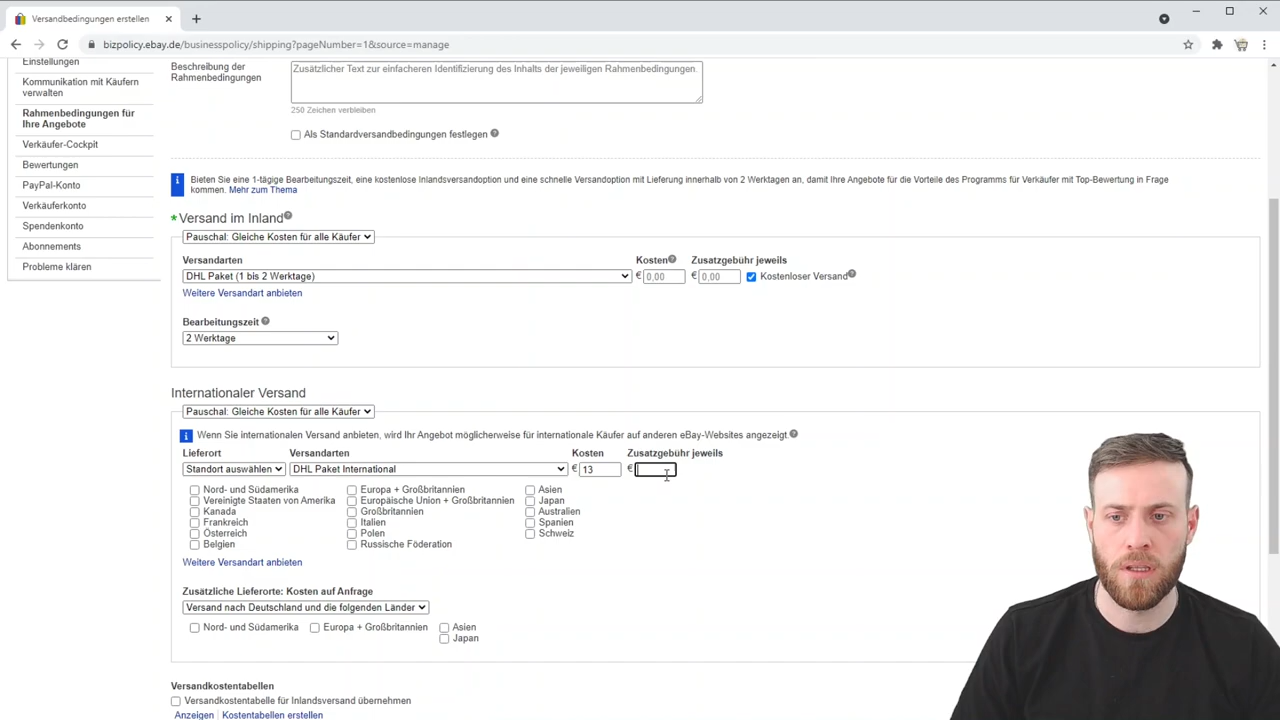 Versandbedingungen erstellen
bizpolicy.ebay.de/businesspolicy/shipping?pageNumber=1&source=manage
Einstellungen
Kommunikation mit Käufern
verwalten
Rahmenbedingungen für
Ihre Angebote
Verkäufer-Cockpit
Bewertungen
PayPal-Konto
Verkäuferkonto
Spendenkonto
Abonnements
Probleme klären
Beschreibung der
Rahmenbedingungen
Zusätzlicher Text zur einfacheren Identifizierung des Inhalts der jeweiligen Rahmenbedingungen.
250 Zeichen verbleiben
Als Standardversandbedingungen festlegen
Bieten Sie eine 1-tägige Bearbeitungszeit, eine kostenlose Inlandsversandoption und eine schnelle Versandoption mit Lieferung innerhalb von 2 Werktagen an, damit Ihre Angebote für die Vorteile des Programms für Verkäufer mit Top-Bewertung in Frage
kommen. Mehr zum Thema
* Versand im Inland
Pauschal: Gleiche Kosten für alle Käufer
Versandarten Kosten Zusatzgebühr jeweils
DHL Paket (1 bis 2 Werktage) € 0,00 € 0,00 Kostenloser Versand
Weitere Versandart anbieten
Bearbeitungszeit
2 Werktage
Internationaler Versand
Pauschal: Gleiche Kosten für alle Käufer
Wenn Sie internationalen Versand anbieten, wird Ihr Angebot möglicherweise für internationale Käufer auf anderen eBay-Websites angezeigt.
Lieferort Versandarten Kosten Zusatzgebühr jeweils
Standort auswählen DHL Paket International € 13 €
Nord- und Südamerika Europa + Großbritannien Asien
Vereinigte Staaten von Amerika Europäische Union + Großbritannien Japan
Kanada Großbritannien Australien
Frankreich Italien Spanien
Österreich Polen Schweiz
Belgien Russische Föderation
Weitere Versandart anbieten
Zusätzliche Lieferorte: Kosten auf Anfrage
Versand nach Deutschland und die folgenden Länder
Nord- und Südamerika Europa + Großbritannien Asien
Japan
Versandkostentabellen
Versandkostentabelle für Inlandsversand übernehmen
Anzeigen Kostentabellen erstellen